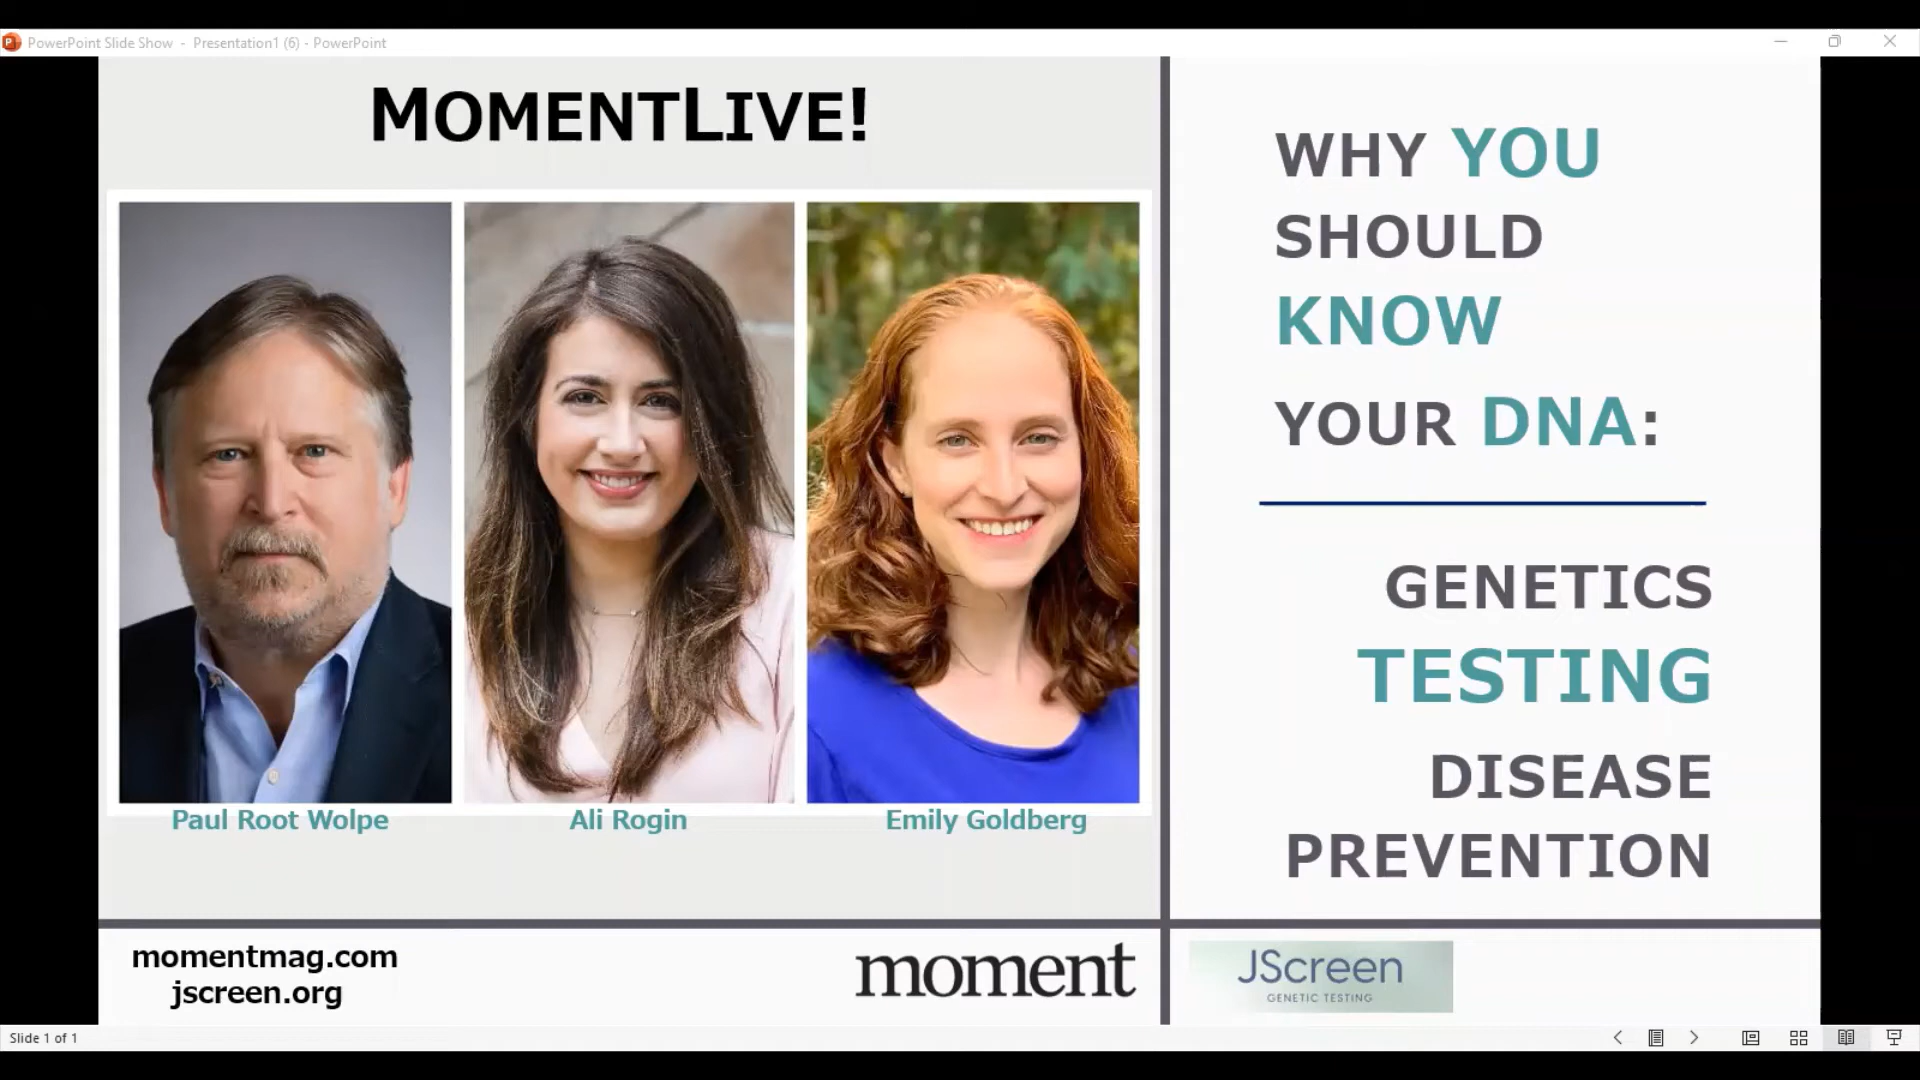 PowerPoint Slide Show - Presentation1 (6) - PowerPoint
MOMENTLIVE!
Paul Root Wolpe
Ali Rogin
Emily Goldberg
WHY YOU
SHOULD
KNOW
YOUR DNA:
GENETICS
TESTING
DISEASE
PREVENTION
momentmag.com
jscreen.org
moment
JScreen
GENETIC TESTING
Slide 1 of 1